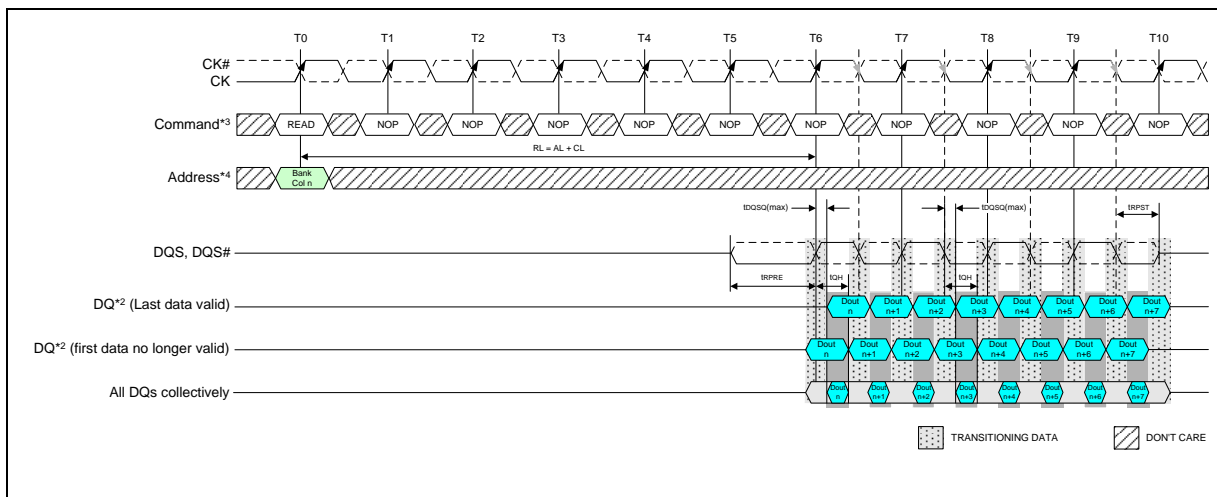 T0 T1 T2 T3 T4 T5 T6 T7 T8 T9 T10
CK#
CK
Command*3 READ NOP NOP NOP NOP NOP NOP NOP NOP NOP NOP
RL = AL + CL
Address*4 Bank Col n
tDQSQ(max) tDQSQ(max) tRPST
DQS, DQS#
tRPRE tQH tQH
DQ*2 (Last data valid) Dout n Dout n+1 Dout n+2 Dout n+3 Dout n+4 Dout n+5 Dout n+6 Dout n+7
DQ*2 (first data no longer valid) Dout n Dout n+1 Dout n+2 Dout n+3 Dout n+4 Dout n+5 Dout n+6 Dout n+7
All DQs collectively Dout n Dout n+1 Dout n+2 Dout n+3 Dout n+4 Dout n+5 Dout n+6 Dout n+7
TRANSITIONING DATA DON'T CARE